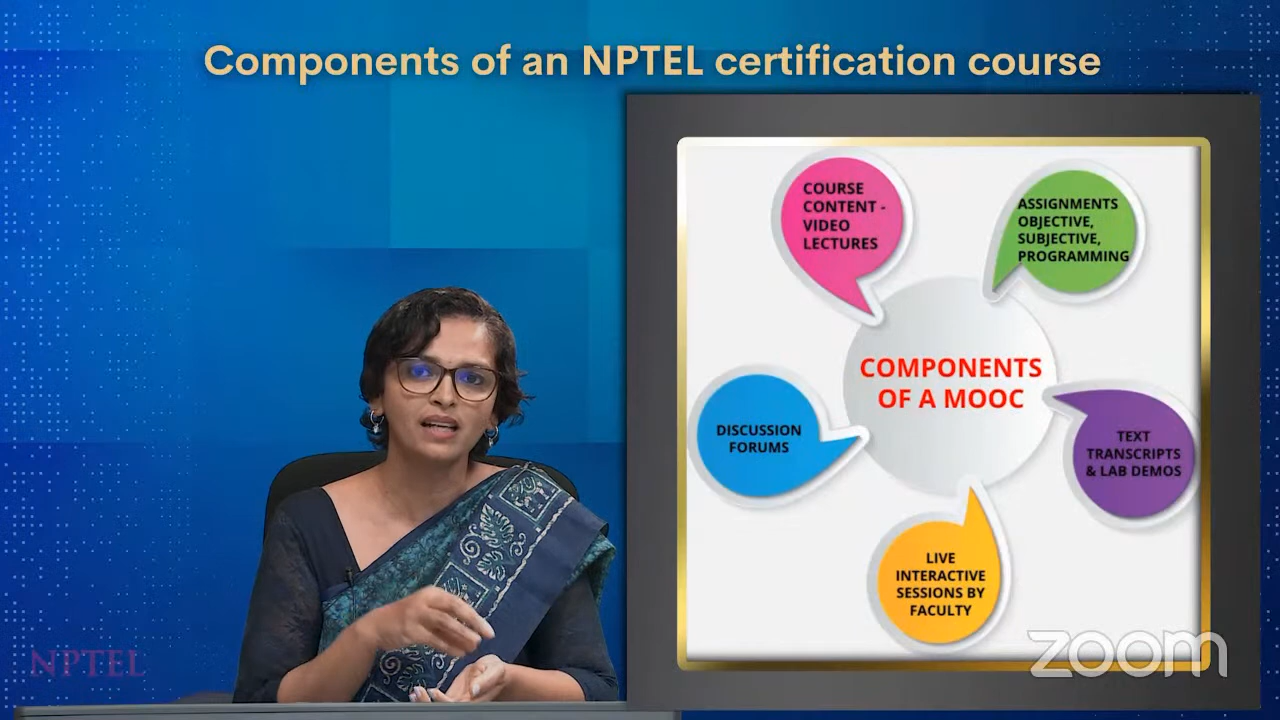 Components of an NPTEL certification course
COURSE
CONTENT -
VIDEO
LECTURES
ASSIGNMENTS
OBJECTIVE,
SUBJECTIVE,
PROGRAMMING
COMPONENTS
OF A MOOC
DISCUSSION
FORUMS
TEXT
TRANSCRIPTS
& LAB DEMOS
LIVE
INTERACTIVE
SESSIONS BY
FACULTY
NPTEL
zoom